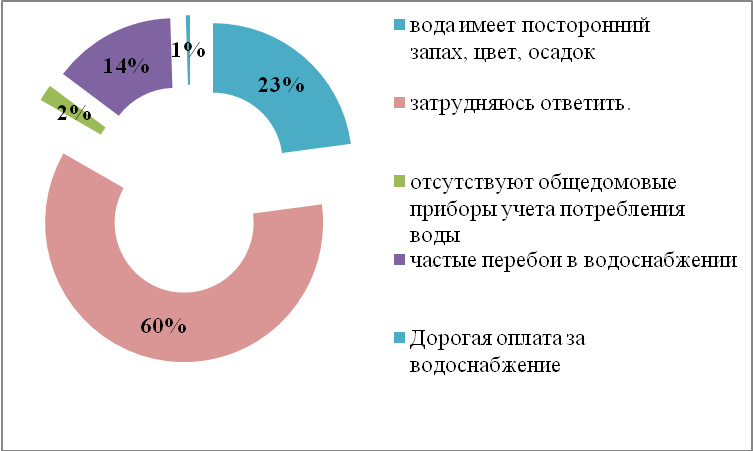 1%
14%
23%
2%
60%
вода имеет посторонний
запах, цвет, осадок
затрудняюсь ответить.
отсутствуют общедомовые
приборы учета потребления
воды
частые перебои в водоснабжении
Дорогая оплата за
водоснабжение